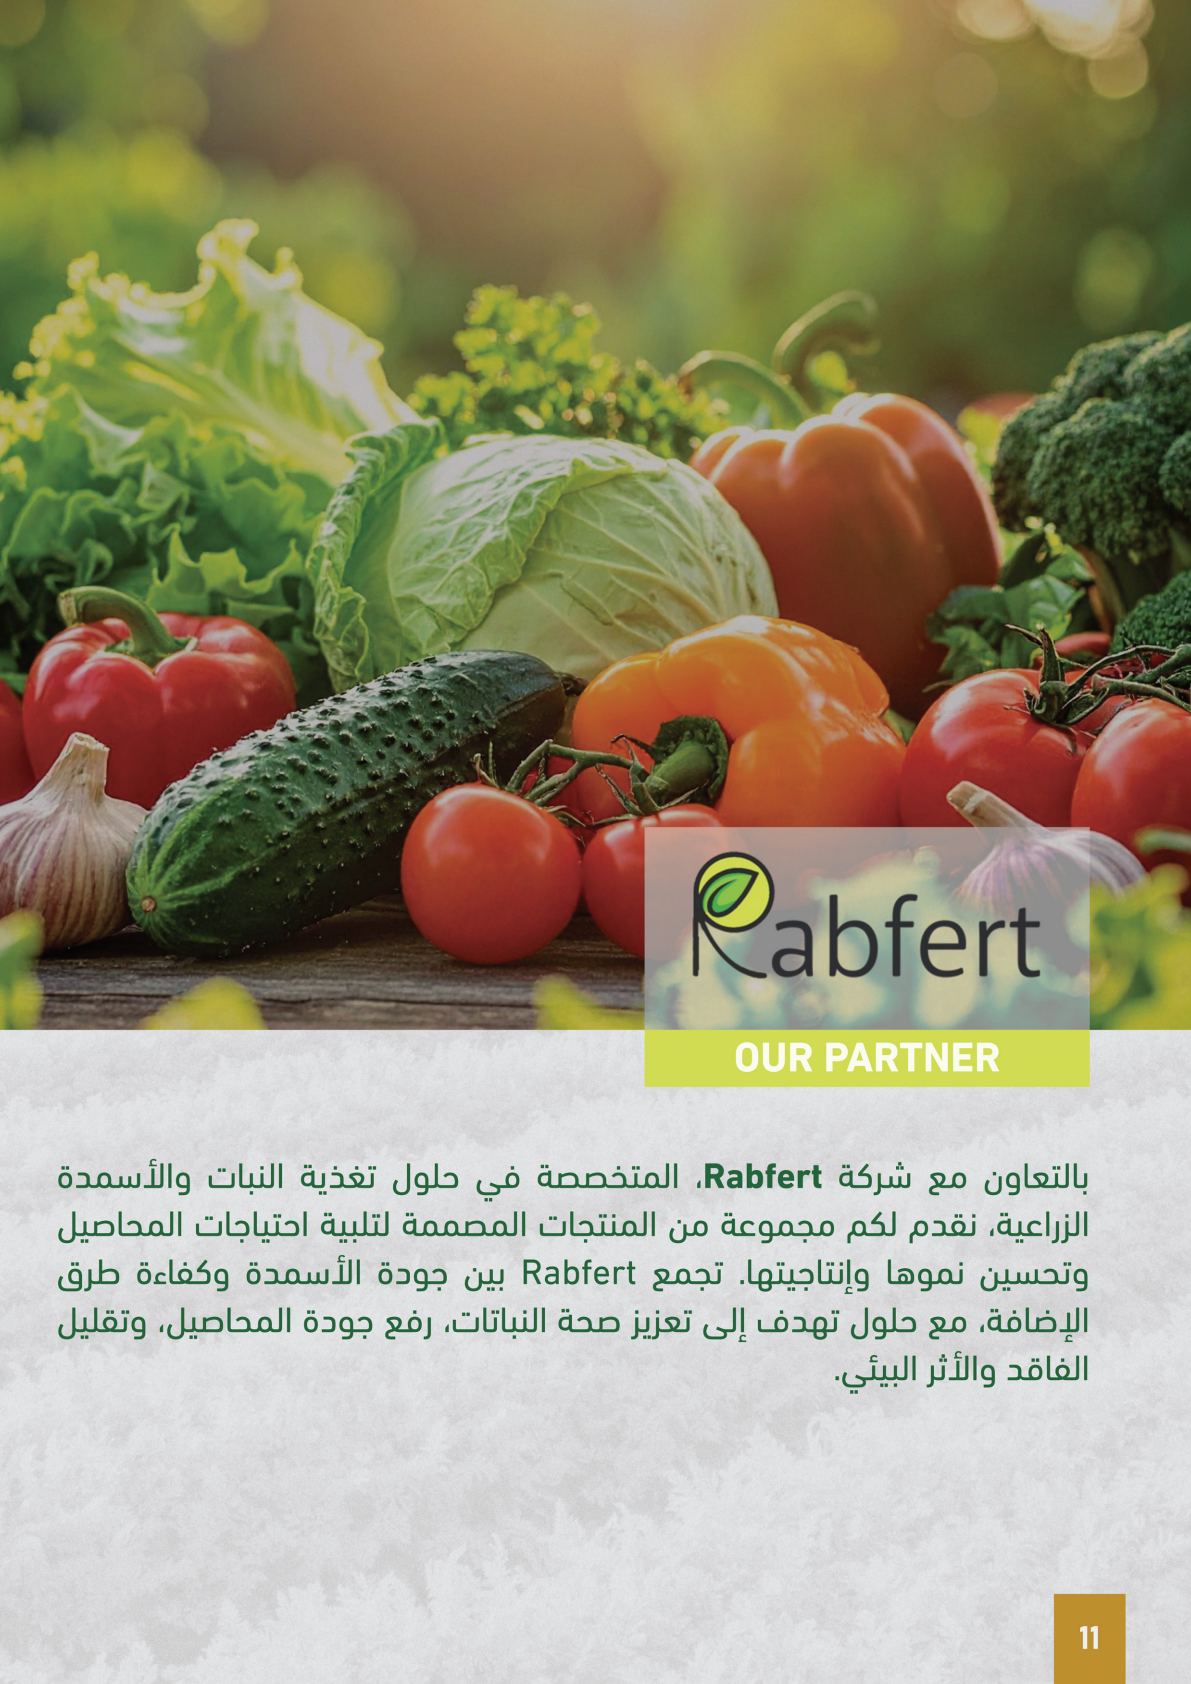 Rabfert
OUR PARTNER
بالتعاون مع شركة Rabfert، المتخصصة في حلول تغذية النبات والأسمدة
الزراعية، نقدم لكم مجموعة من المنتجات المصممة لتلبية احتياجات المحاصيل
وتحسين نموها وإنتاجيتها. تجمع Rabfert بين جودة الأسمدة وكفاءة طرق
الإضافة، مع حلول تهدف إلى تعزيز صحة النباتات، رفع جودة المحاصيل، وتقليل
الفاقد والأثر البيئي.
11